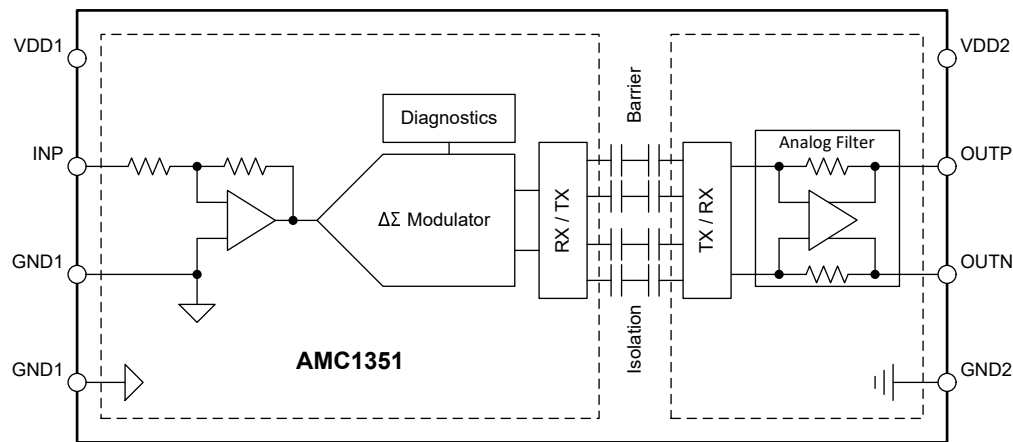 VDD1
VDD2
Barrier
Diagnostics
Analog Filter
INP
OUTP
ΔΣ Modulator
RX / TX
TX / RX
GND1
OUTN
Isolation
AMC1351
GND1
GND2